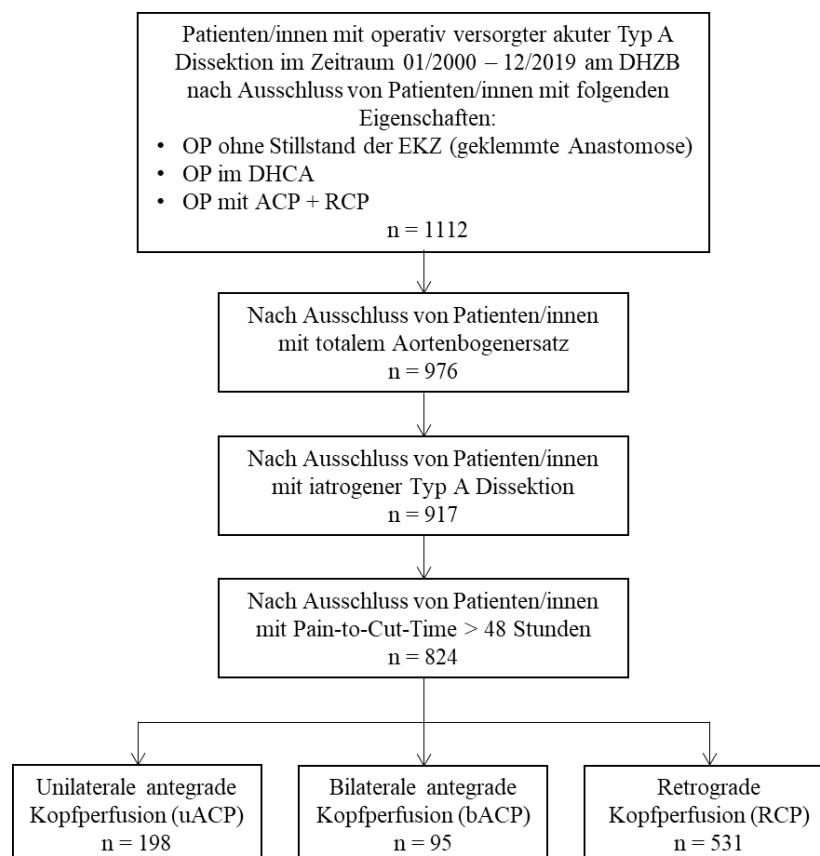 Patienten/innen mit operativ versorgter akuter Typ A
Dissektion im Zeitraum 01/2000 – 12/2019 am DHZB
nach Ausschluss von Patienten/innen mit folgenden
Eigenschaften:
• OP ohne Stillstand der EKZ (geklemmte Anastomose)
• OP im DHCA
• OP mit ACP + RCP
n = 1112
Nach Ausschluss von Patienten/innen
mit totalem Aortenbogenersatz
n = 976
Nach Ausschluss von Patienten/innen
mit iatrogener Typ A Dissektion
n = 917
Nach Ausschluss von Patienten/innen
mit Pain-to-Cut-Time > 48 Stunden
n = 824
Unilaterale antegrade
Kopfperfusion (uACP)
n = 198
Bilaterale antegrade
Kopfperfusion (bACP)
n = 95
Retrograde
Kopfperfusion (RCP)
n = 531